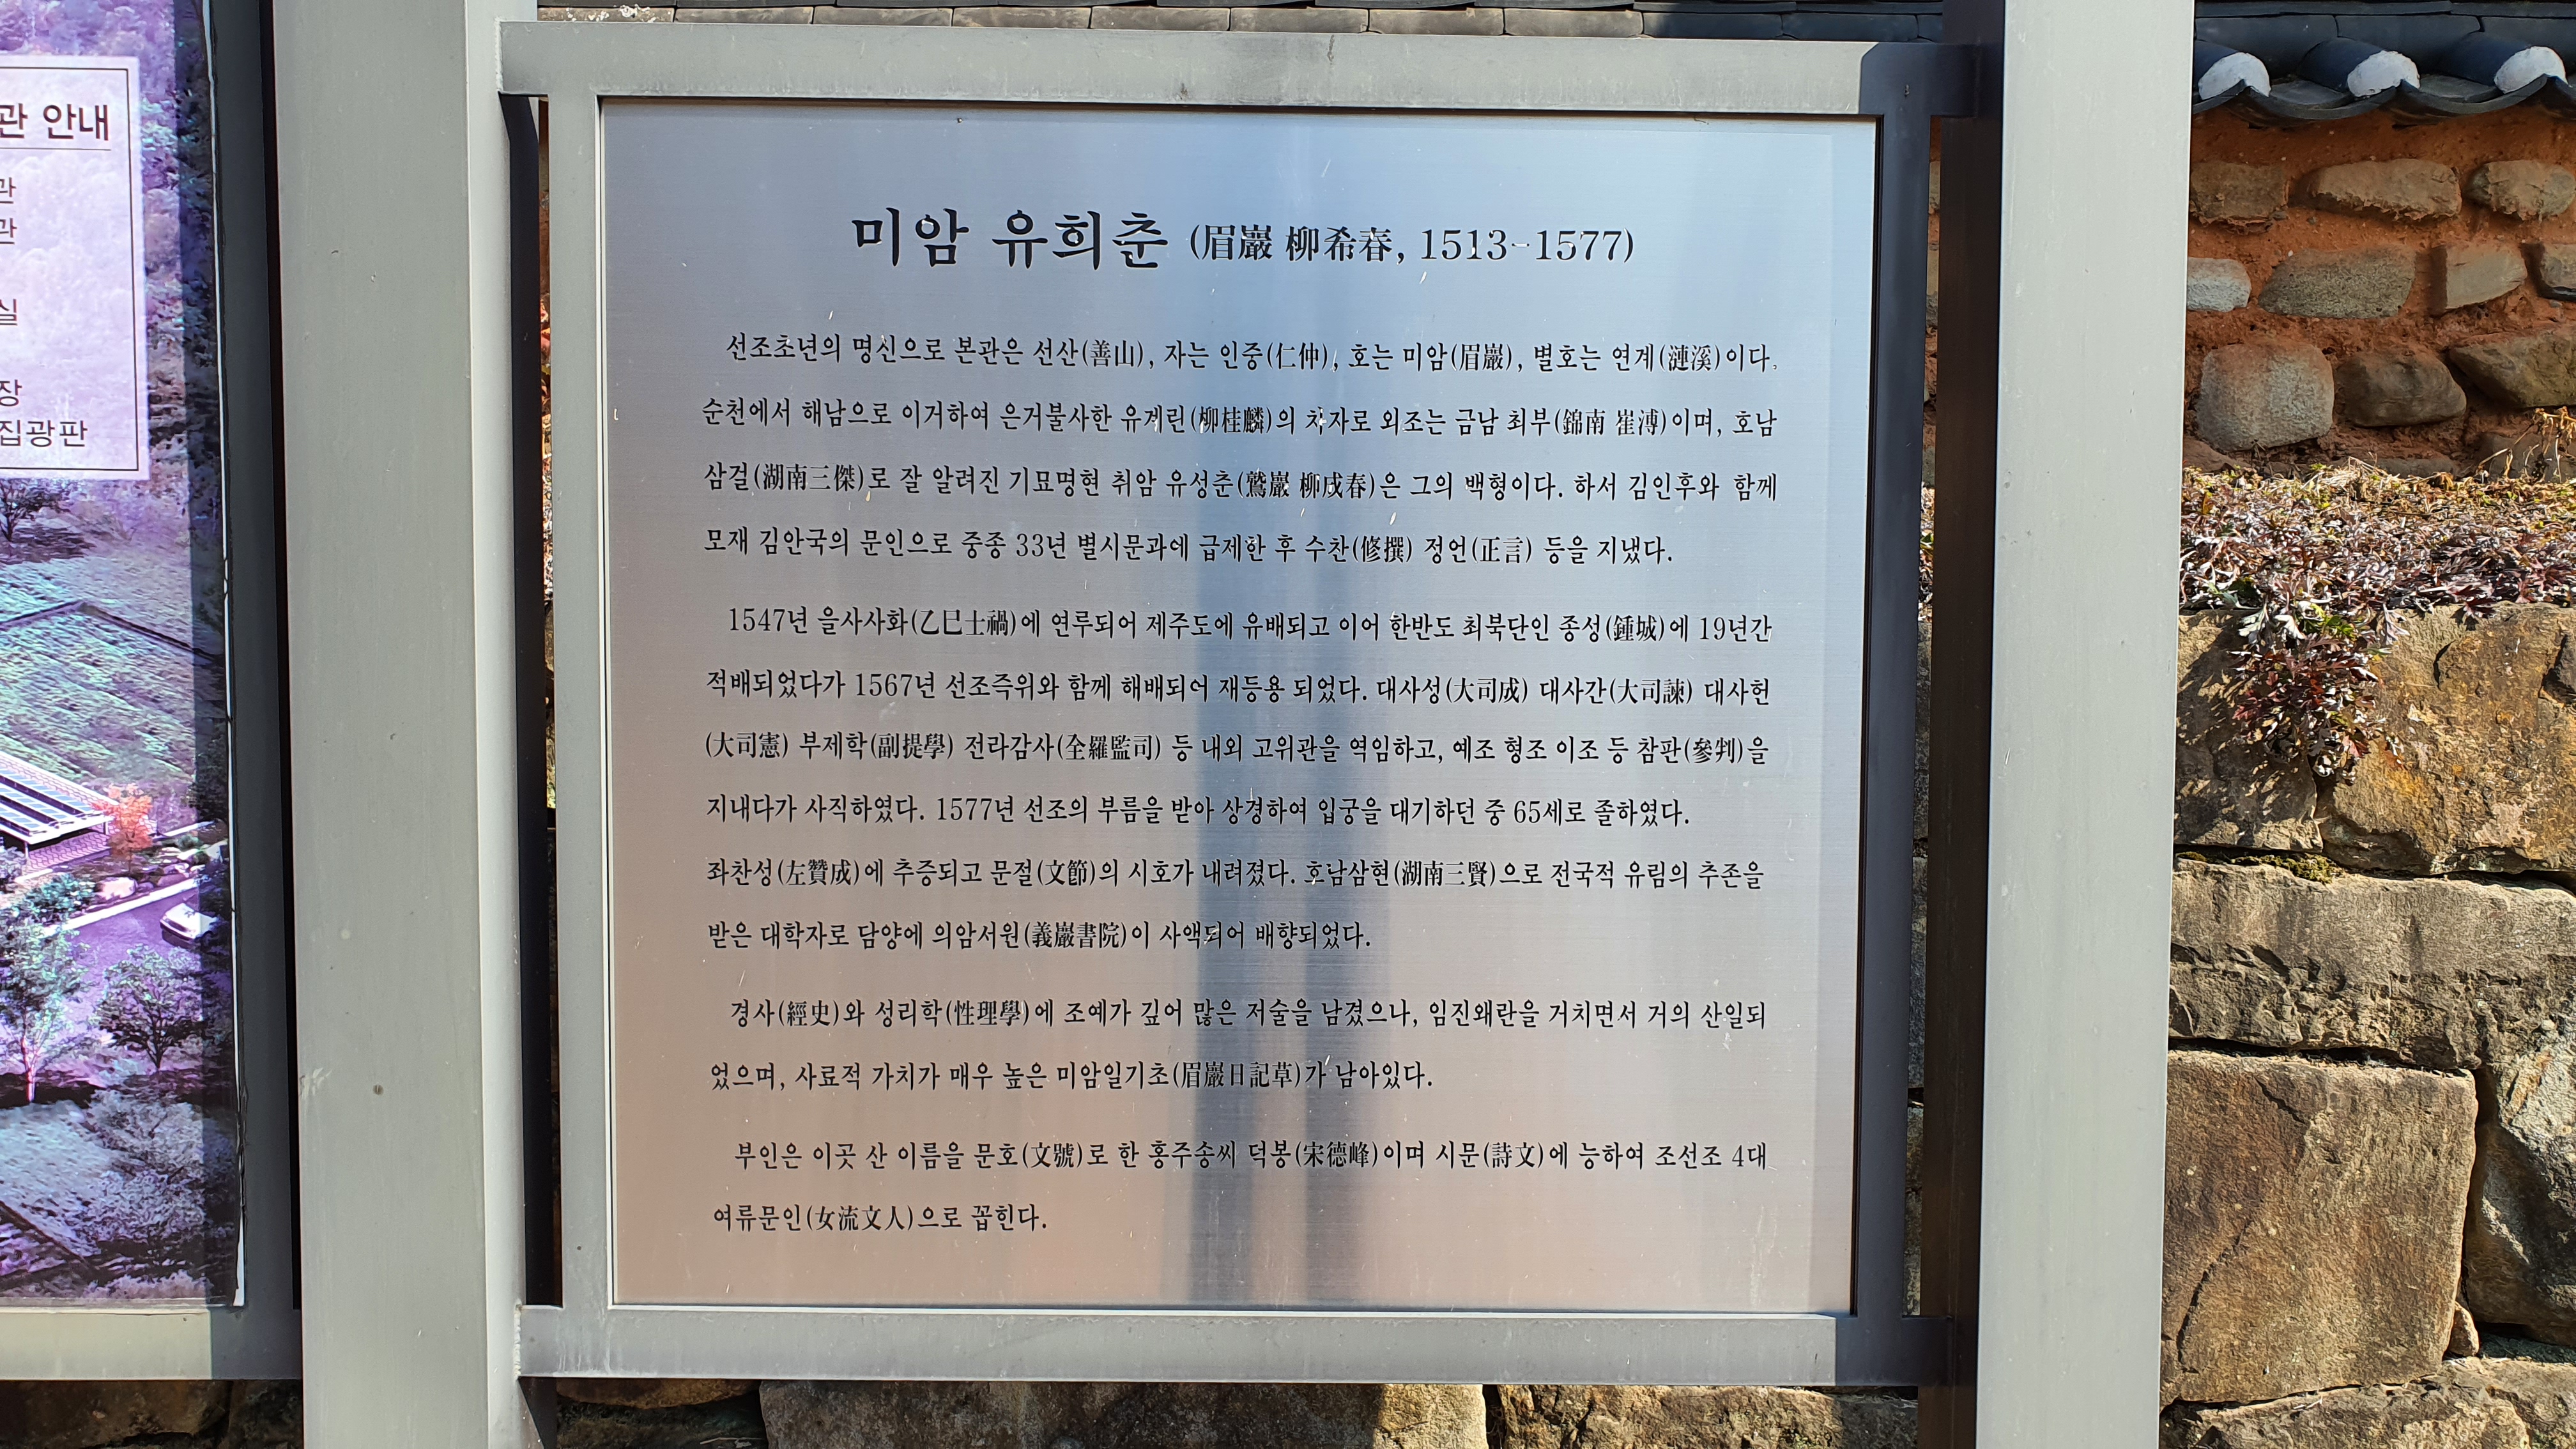 관 안내
관
관
실
장
집광판
미암 유희춘 (眉巖 柳希春, 1513-1577)
선조초년의 명신으로 본관은 선산(善山), 자는 인중(仁仲), 호는 미암(眉巖), 별호는 연계(漣溪)이다.
순천에서 해남으로 이거하여 은거불사한 유계린(柳桂麟)의 차자로 외조는 금남 최부(錦南 崔溥)이며, 호남
삼걸(湖南三傑)로 잘 알려진 기묘명현 취암 유성춘(鷲巖 柳成春)은 그의 백형이다. 하서 김인후와 함께
모재 김안국의 문인으로 중종 33년 별시문과에 급제한 후 수찬(修撰) 정언(正言) 등을 지냈다.
1547년 을사사화(乙巳士禍)에 연루되어 제주도에 유배되고 이어 한반도 최북단인 종성(鍾城)에 19년간
적배되었다가 1567년 선조즉위와 함께 해배되어 재등용 되었다. 대사성(大司成) 대사간(大司諫) 대사헌
(大司憲) 부제학(副提學) 전라감사(全羅監司) 등 내외 고위관을 역임하고, 예조 형조 이조 등 참판(參判)을
지내다가 사직하였다. 1577년 선조의 부름을 받아 상경하여 입궁을 대기하던 중 65세로 졸하였다.
좌찬성(左贊成)에 추증되고 문절(文節)의 시호가 내려졌다. 호남삼현(湖南三賢)으로 전국적 유림의 추존을
받은 대학자로 담양에 의암서원(義巖書院)이 사액되어 배향되었다.
경사(經史)와 성리학(性理學)에 조예가 깊어 많은 저술을 남겼으나, 임진왜란을 거치면서 거의 산일되
었으며, 사료적 가치가 매우 높은 미암일기초(眉巖日記草)가 남아있다.
부인은 이곳 산 이름을 문호(文號)로 한 홍주송씨 덕봉(宋德峰)이며 시문(詩文)에 능하여 조선조 4대
여류문인(女流文人)으로 꼽힌다.